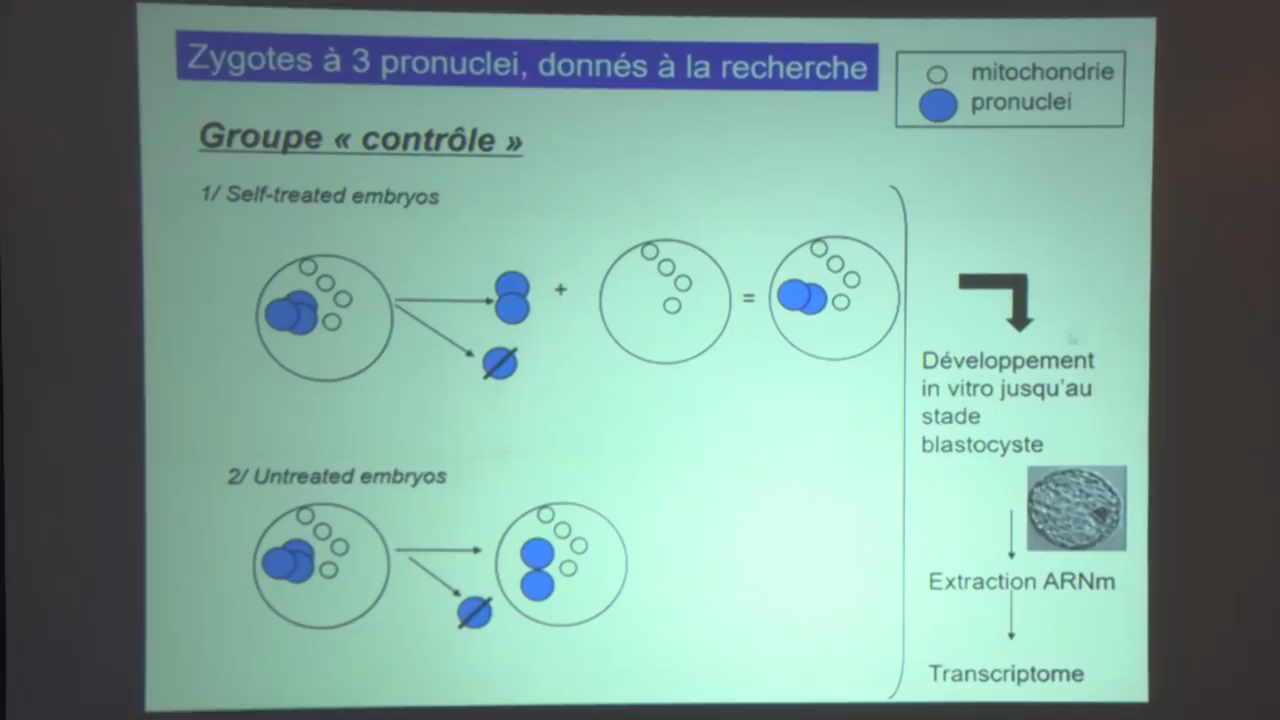 Zygotes à 3 pronuclei, donnés à la recherche
mitochondrie
pronuclei
Groupe « contrôle »
1/ Self-treated embryos
+
=
2/ Untreated embryos
Développement
in vitro jusqu'au
stade
blastocyste
Extraction ARNm
Transcriptome